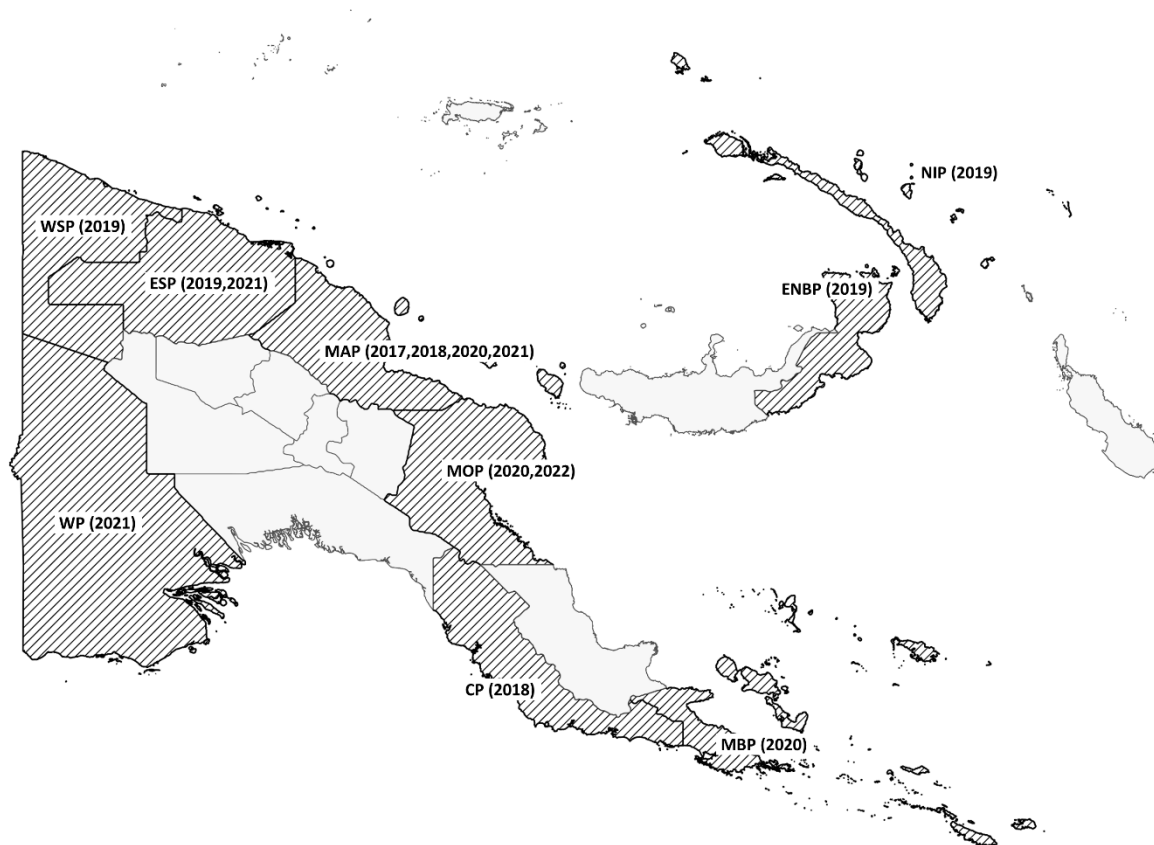 NIP (2019)
WSP (2019)
ESP (2019,2021)
ENBP (2019)
MAP (2017,2018,2020,2021)
MOP (2020,2022)
WP (2021)
CP (2018)
MBP (2020)